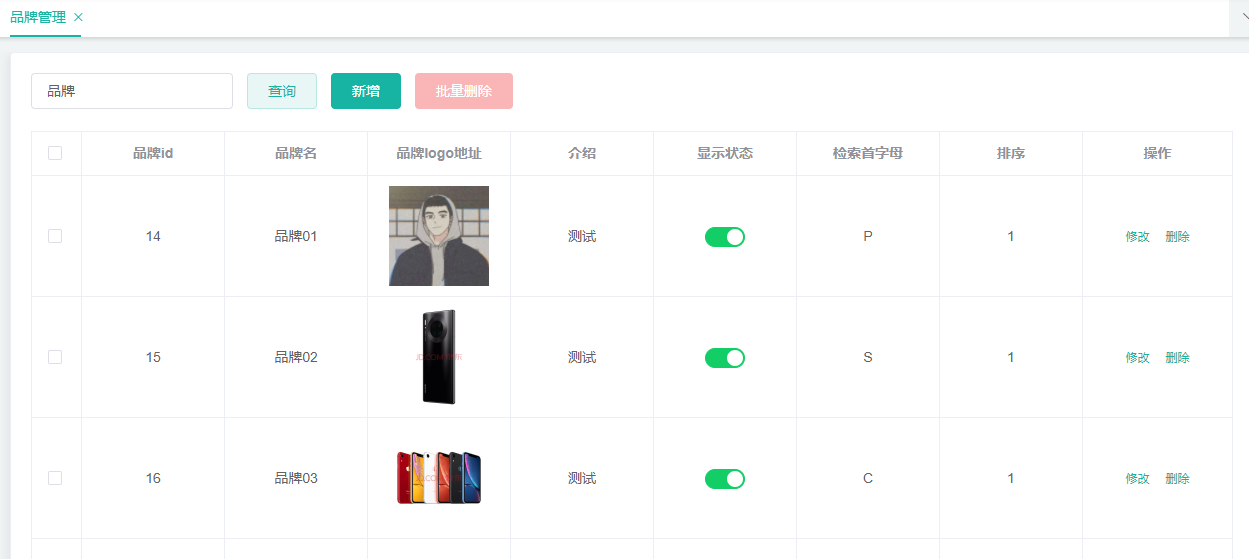 品牌管理
品牌 查询 新增 批量删除
品牌id 品牌名 品牌logo地址 介绍 显示状态 检索首字母 排序 操作
14 品牌01 测试 P 1 修改 删除
15 品牌02 测试 S 1 修改 删除
16 品牌03 测试 C 1 修改 删除